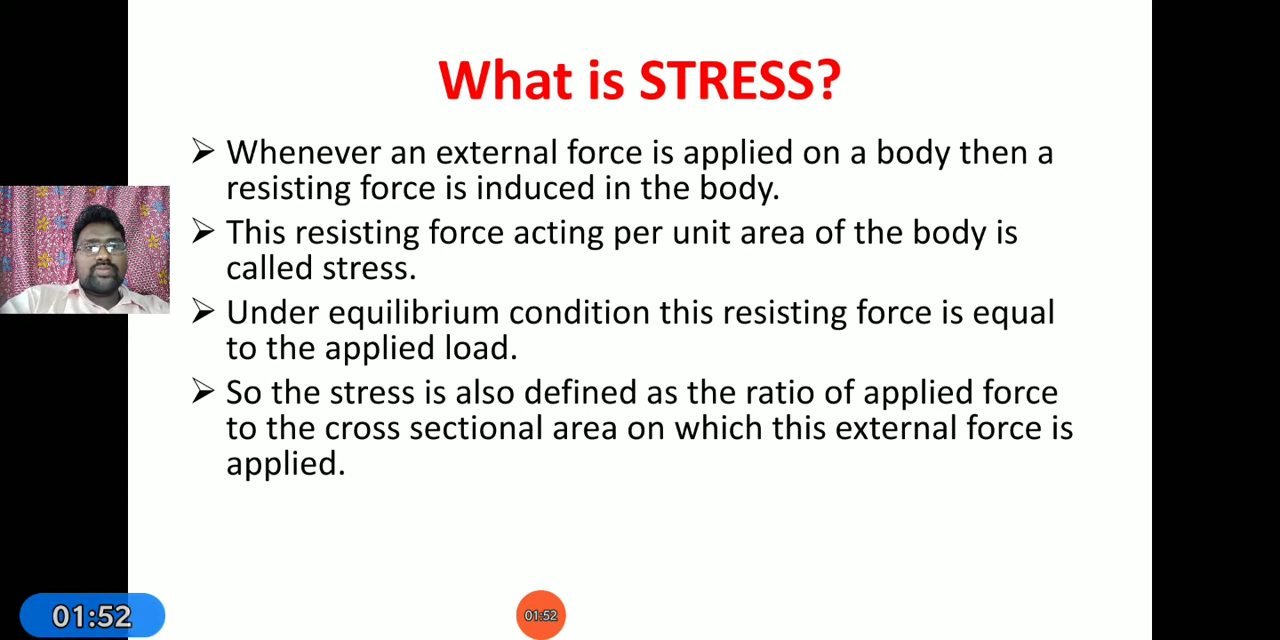 What is STRESS?
Whenever an external force is applied on a body then a
resisting force is induced in the body.
This resisting force acting per unit area of the body is
called stress.
Under equilibrium condition this resisting force is equal
to the applied load.
So the stress is also defined as the ratio of applied force
to the cross sectional area on which this external force is
applied.
01:52
01:52